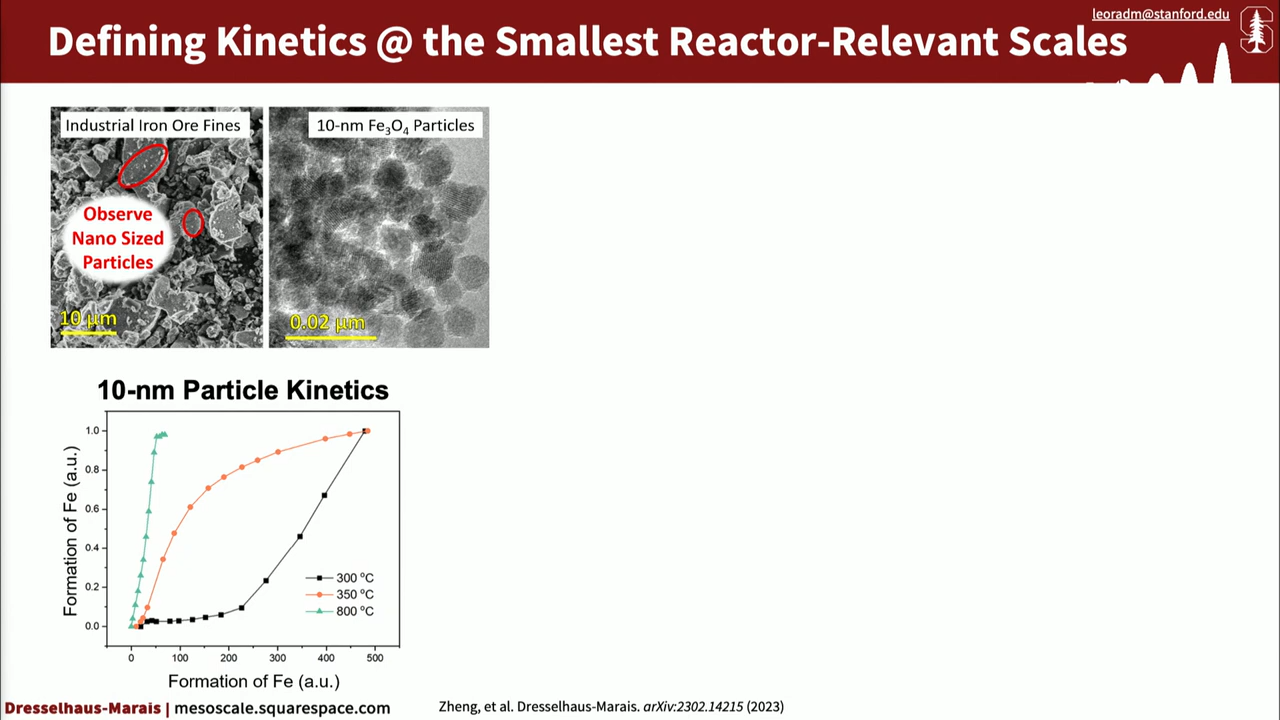 leoradm@stanford.edu
Defining Kinetics @ the Smallest Reactor-Relevant Scales
Industrial Iron Ore Fines
10-nm Fe₃O₄ Particles
Observe
Nano Sized
Particles
10 μm
0.02 μm
10-nm Particle Kinetics
Formation of Fe (a.u.)
1.0
0.8
0.6
0.4
0.2
0.0
300 ºC
350 ºC
800 ºC
0 100 200 300 400 500
Formation of Fe (a.u.)
Dresselhaus-Marais | mesoscale.squarespace.com
Zheng, et al. Dresselhaus-Marais. arXiv:2302.14215 (2023)